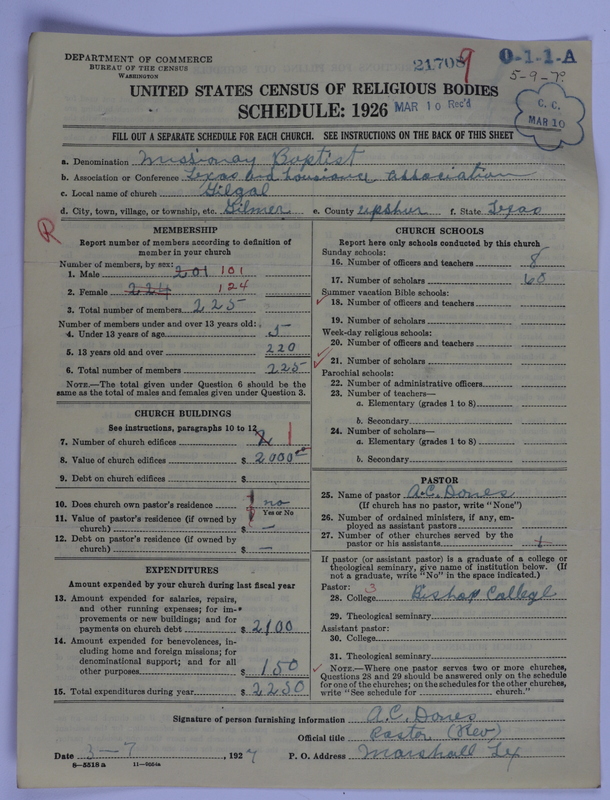 DEPARTMENT OF COMMERCE
BUREAU OF THE CENSUS
WASHINGTON
21708 9
0-1-1-A
5-9-7
UNITED STATES CENSUS OF RELIGIOUS BODIES
SCHEDULE: 1926
MAR 10 Rec'd
C. C.
MAR 10
FILL OUT A SEPARATE SCHEDULE FOR EACH CHURCH. SEE INSTRUCTIONS ON THE BACK OF THIS SHEET
a. Denomination Missionay Baptist
b. Association or Conference Texas and Lousiance association
c. Local name of church Gilgal
d. City, town, village, or township, etc. Gilmer e. County upshur f. State Texas
R
MEMBERSHIP
Report number of members according to definition of
member in your church
Number of members, by sex:
1. Male 201 101
2. Female 224 124
3. Total number of members 225
Number of members under and over 13 years old:
4. Under 13 years of age 5
5. 13 years old and over 220
6. Total number of members 225
NOTE.—The total given under Question 6 should be the
same as the total of males and females given under Question 3.
CHURCH BUILDINGS
See instructions, paragraphs 10 to 12
7. Number of church edifices 1
8. Value of church edifices $ 2000
9. Debt on church edifices $
10. Does church own pastor's residence no
Yes or No
11. Value of pastor's residence (if owned by
church) $ —
12. Debt on pastor's residence (if owned by
church) $ —
EXPENDITURES
Amount expended by your church during last fiscal year
13. Amount expended for salaries, repairs,
and other running expenses; for im-
provements or new buildings; and for
payments on church debt $ 2100
14. Amount expended for benevolences, in-
cluding home and foreign missions; for
denominational support; and for all
other purposes $ 150
15. Total expenditures during year $ 2250
CHURCH SCHOOLS
Report here only schools conducted by this church
Sunday schools:
16. Number of officers and teachers 8
17. Number of scholars 60
Summer vacation Bible schools:
18. Number of officers and teachers
19. Number of scholars
Week-day religious schools:
20. Number of officers and teachers
21. Number of scholars
Parochial schools:
22. Number of administrative officers
23. Number of teachers—
a. Elementary (grades 1 to 8)
b. Secondary
24. Number of scholars—
a. Elementary (grades 1 to 8)
b. Secondary
PASTOR
25. Name of pastor A.C. Dones
(If church has no pastor, write "None")
26. Number of ordained ministers, if any, em-
ployed as assistant pastors
27. Number of other churches served by the
pastor or his assistants 1
If pastor (or assistant pastor) is a graduate of a college or
theological seminary, give name of institution below. (If
not a graduate, write "No" in the space indicated.)
Pastor: 3
28. College Bishop College
29. Theological seminary
Assistant pastor:
30. College
31. Theological seminary
NOTE.—Where one pastor serves two or more churches,
Questions 28 and 29 should be answered only on the schedule
for one of the churches; on the schedules for the other churches,
write "See schedule for church."
Signature of person furnishing information A.C. Dones
Official title Pastor (Rev)
Date 3-7, 1927 P. O. Address Marshall Tex
8—5518 a 11—9654a